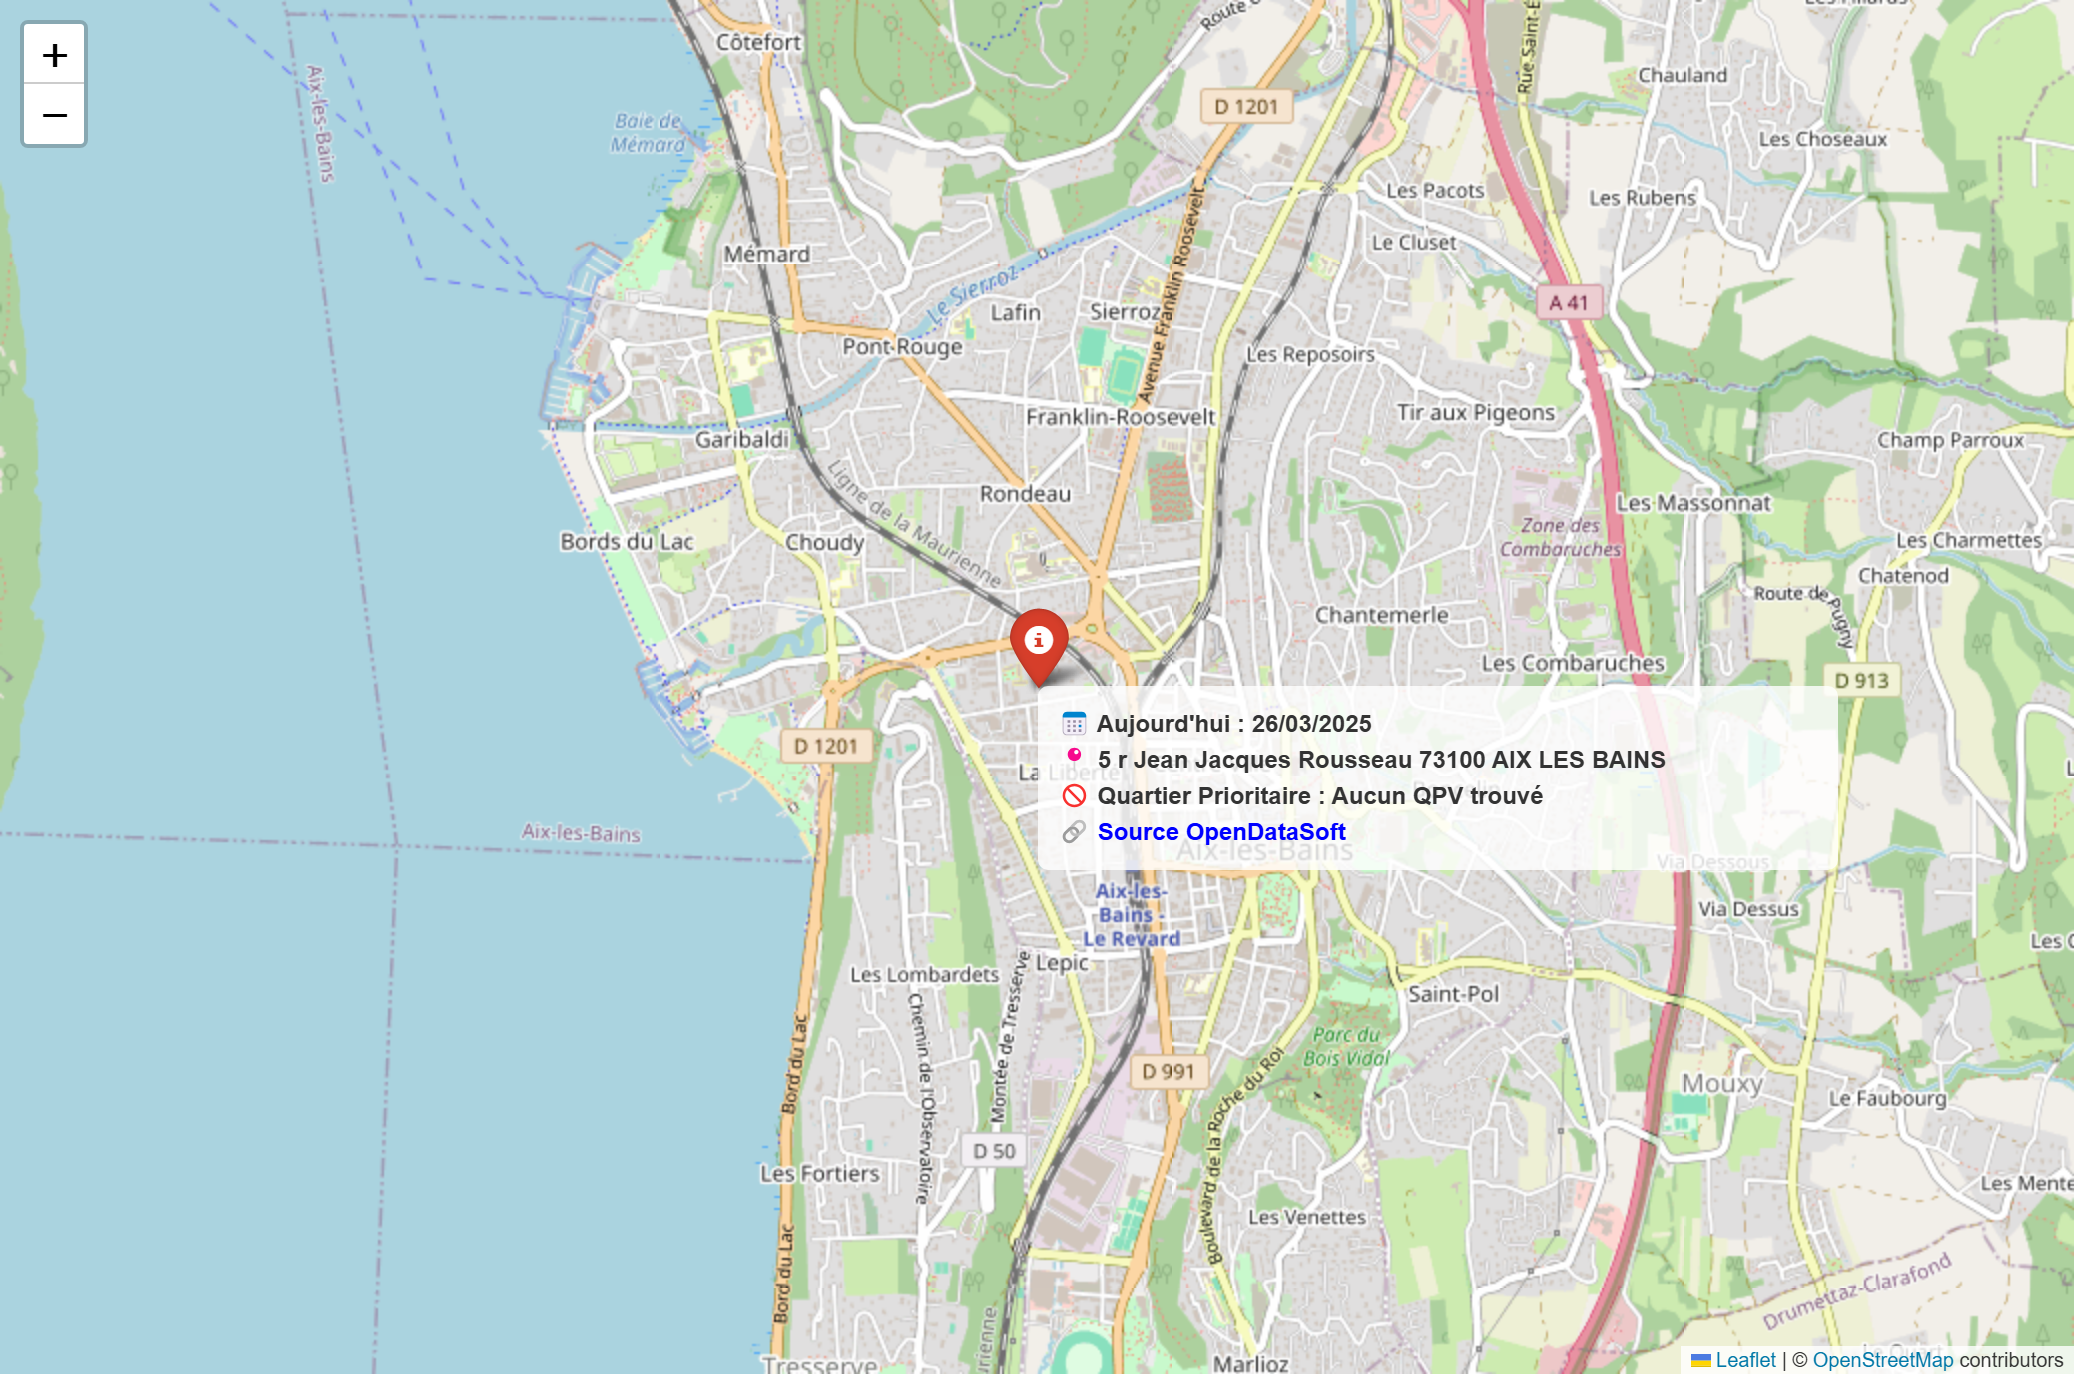 +
−
Côtefort
Route
Rue Saint-
D 1201
Chauland
Aix-les-Bains
Baie de
Mémard
Les Choseaux
Les Pacots
Les Rubens
Mémard
Le Cluset
Avenue Franklin Roosevelt
Le Sierroz
A 41
Lafin
Sierroz
Pont-Rouge
Les Reposoirs
Franklin-Roosevelt
Tir aux Pigeons
Garibaldi
Champ Parroux
Ligne de la Maurienne
Rondeau
Les Massonnat
Bords du Lac
Choudy
Zone des
Combaruches
Les Charmettes
Chatenod
Route de Pugny
Chantemerle
Les Combaruches
D 913
Aujourd'hui : 26/03/2025
5 r Jean Jacques Rousseau 73100 AIX LES BAINS
Quartier Prioritaire : Aucun QPV trouvé
Source OpenDataSoft
D 1201
La Liberté
Aix-les-Bains
Aix-les-Bains
Via Dessous
Aix-les-
Bains -
Le Revard
Via Dessus
Les
Lepic
Les Lombardets
Saint-Pol
Chemin de l'Observatoire
Montée de Tresserve
Bord du Lac
Parc du
Bois Vidal
D 991
Boulevard de la Roche du Roi
Mouxy
Le Faubourg
D 50
Les Fortiers
Les Mente
Les Venettes
Bord du Lac
Drumettaz-Clarafond
Tresserve
Marlioz
Leaflet | © OpenStreetMap contributors